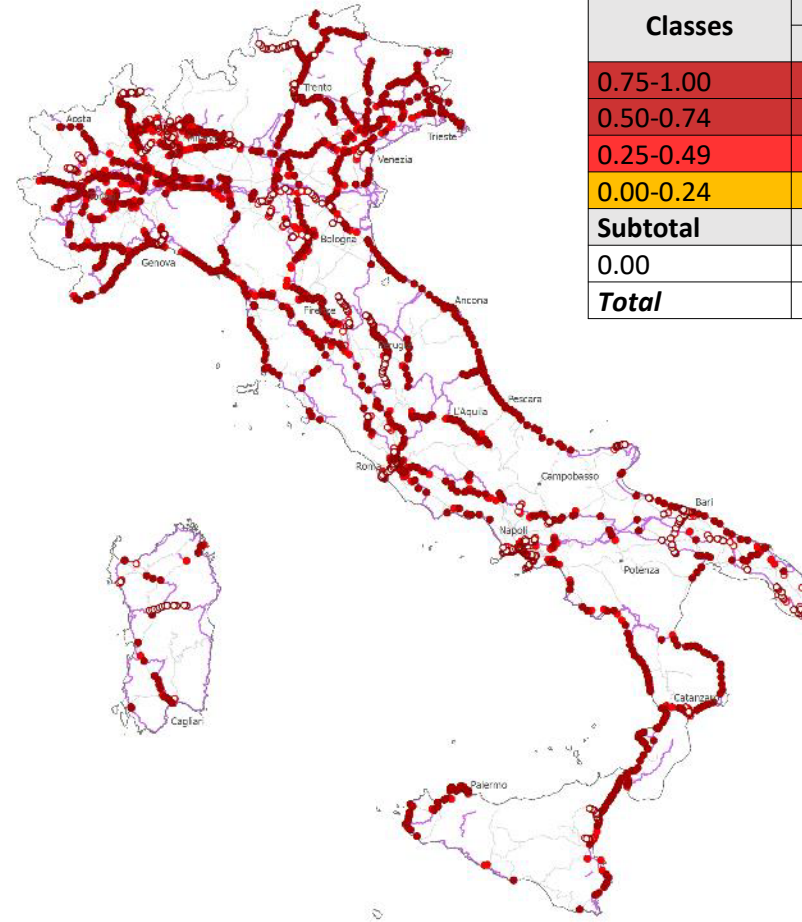 Classes
0.75-1.00
0.50-0.74
0.25-0.49
0.00-0.24
Subtotal
0.00
Total
Trento
Aosta
Trieste
Venezia
Bologna
Genova
Firenze
Ancona
Perugia
Pescara
L'Aquila
Roma
Campobasso
Bari
Napoli
Potenza
Catanzar
Cagliari
Palermo